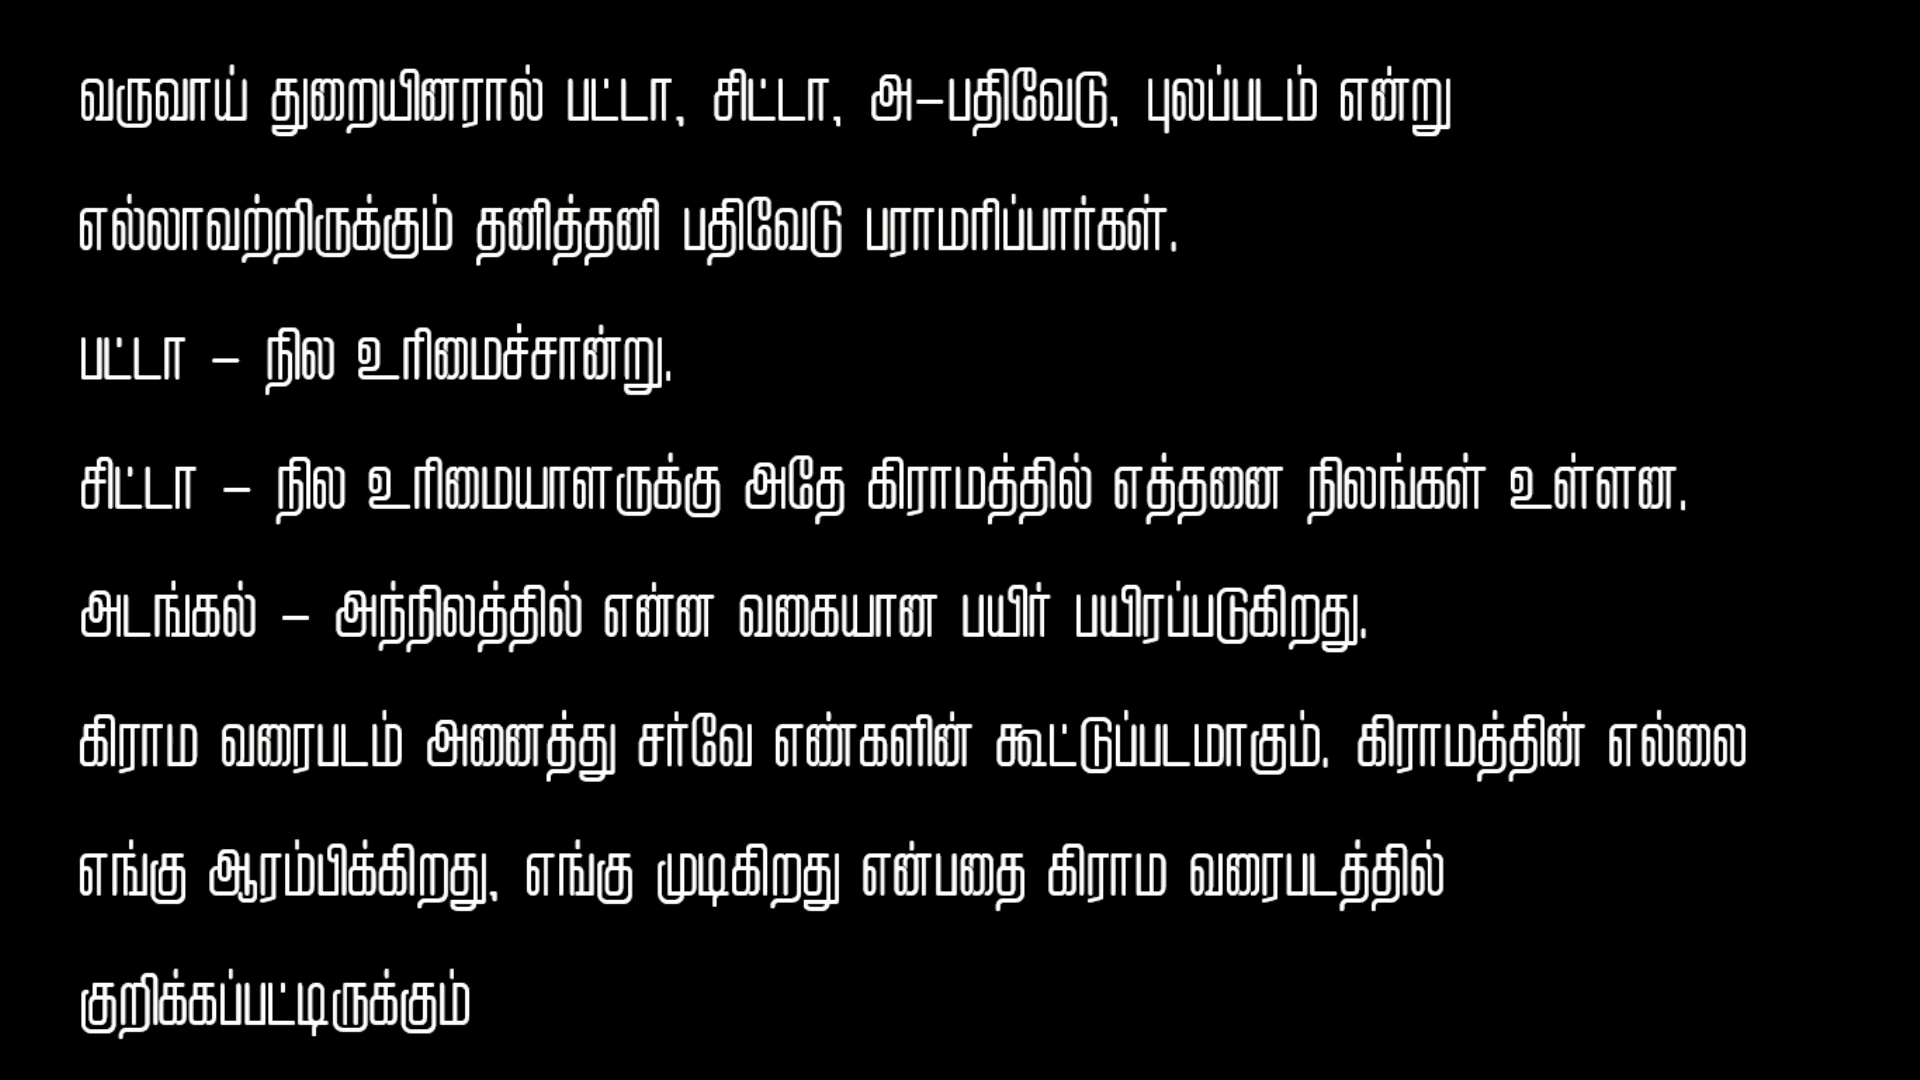 வருவாய் துறையினரால் பட்டா, சிட்டா, அ-பதிவேடு, புலப்படம் என்று
எல்லாவற்றிருக்கும் தனித்தனி பதிவேடு பராமரிப்பார்கள்.
பட்டா - நில உரிமைச்சான்று.
சிட்டா - நில உரிமையாளருக்கு அதே கிராமத்தில் எத்தனை நிலங்கள் உள்ளன.
அடங்கல் - அந்நிலத்தில் என்ன வகையான பயிர் பயிரப்படுகிறது.
கிராம வரைபடம் அனைத்து சர்வே எண்களின் கூட்டுப்படமாகும். கிராமத்தின் எல்லை
எங்கு ஆரம்பிக்கிறது, எங்கு முடிகிறது என்பதை கிராம வரைபடத்தில்
குறிக்கப்பட்டிருக்கும்